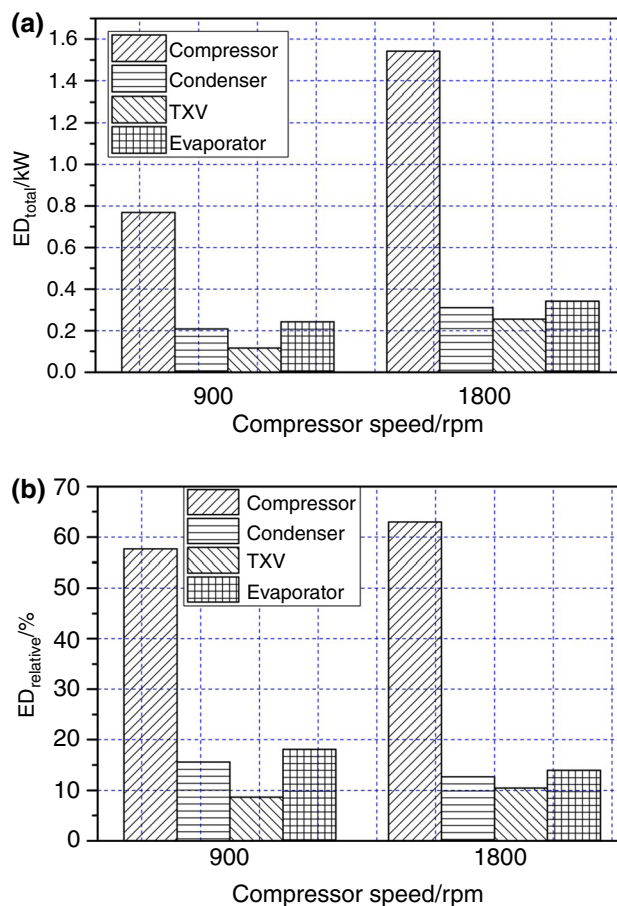 (a)
1.6
1.4
1.2
1.0
0.8
0.6
0.4
0.2
0.0
ED_total/kW
Compressor
Condenser
TXV
Evaporator
900 1800
Compressor speed/rpm
(b)
70
60
50
40
30
20
10
0
ED_relative/%
Compressor
Condenser
TXV
Evaporator
900 1800
Compressor speed/rpm